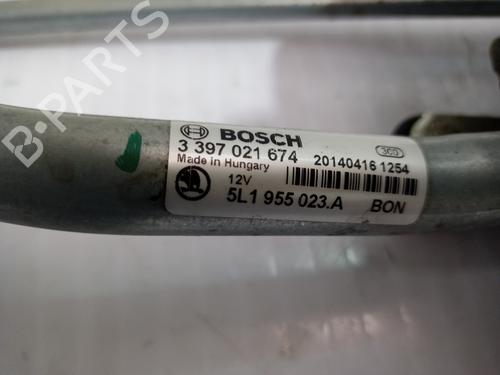 BOSCH
3 397 021 674 20140416 1254
Made in Hungary
12V
5L1 955 023.A BON
B-Parts